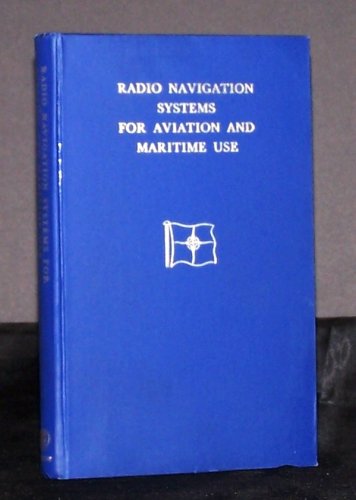 RADIO NAVIGATION
SYSTEMS
FOR AVIATION AND
MARITIME USE
RADIO NAVIGATION SYSTEMS FOR